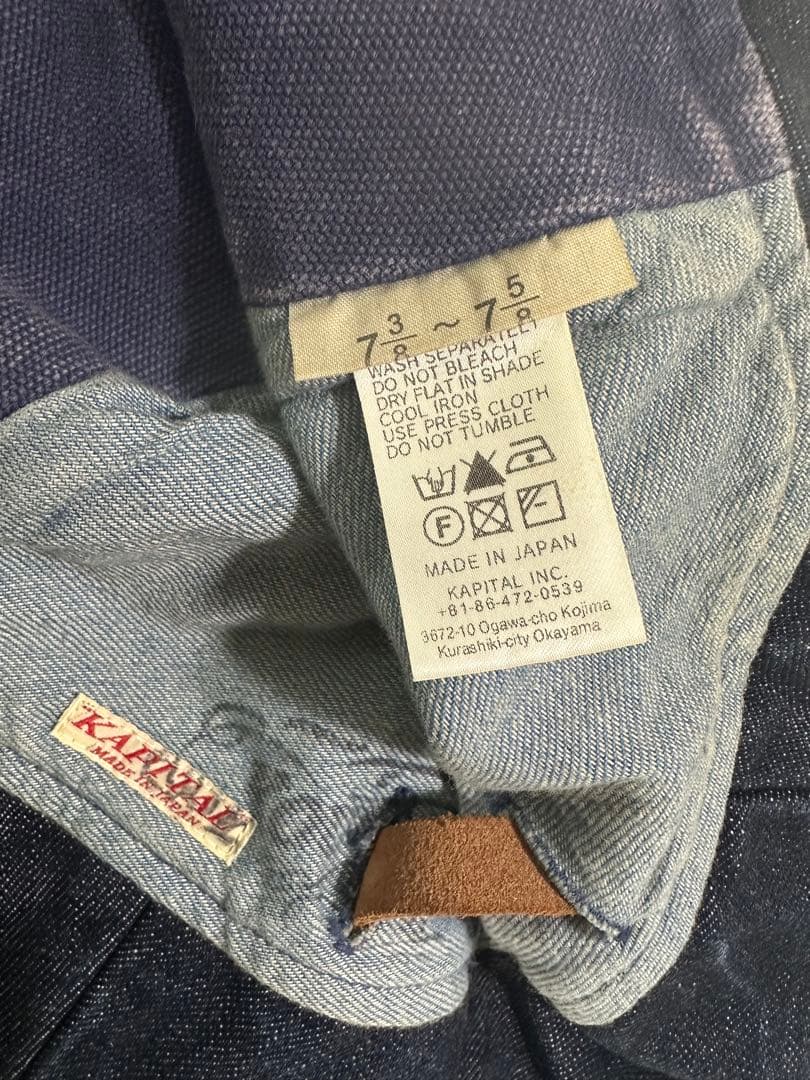 7 3/8 ~ 7 5/8
WASH SEPARATELY
DO NOT BLEACH
DRY FLAT IN SHADE
COOL IRON
USE PRESS CLOTH
DO NOT TUMBLE
F
MADE IN JAPAN
KAPITAL INC.
+81-86-472-0539
3672-10 Ogawa-cho Kojima
Kurashiki-city Okayama
KAPITAL
MADE IN JAPAN